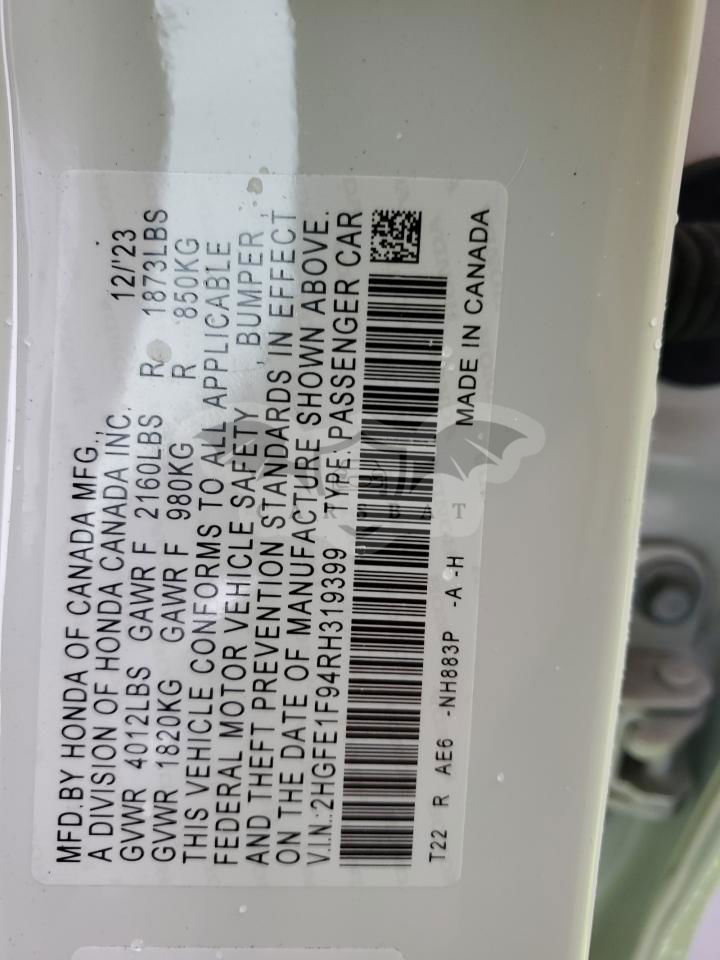 MFD.BY HONDA OF CANADA MFG.,
A DIVISION OF HONDA CANADA INC. 12/'23
GVWR 4012LBS GAWR F 2160LBS R 1873LBS
GVWR 1820KG GAWR F 980KG R 850KG
THIS VEHICLE CONFORMS TO ALL APPLICABLE
FEDERAL MOTOR VEHICLE SAFETY , BUMPER ,
AND THEFT PREVENTION STANDARDS IN EFFECT
ON THE DATE OF MANUFACTURE SHOWN ABOVE.
V.I.N.:2HGFE1F94RH319399 TYPE: PASSENGER CAR
T22 R AE6 -NH883P -A -H MADE IN CANADA